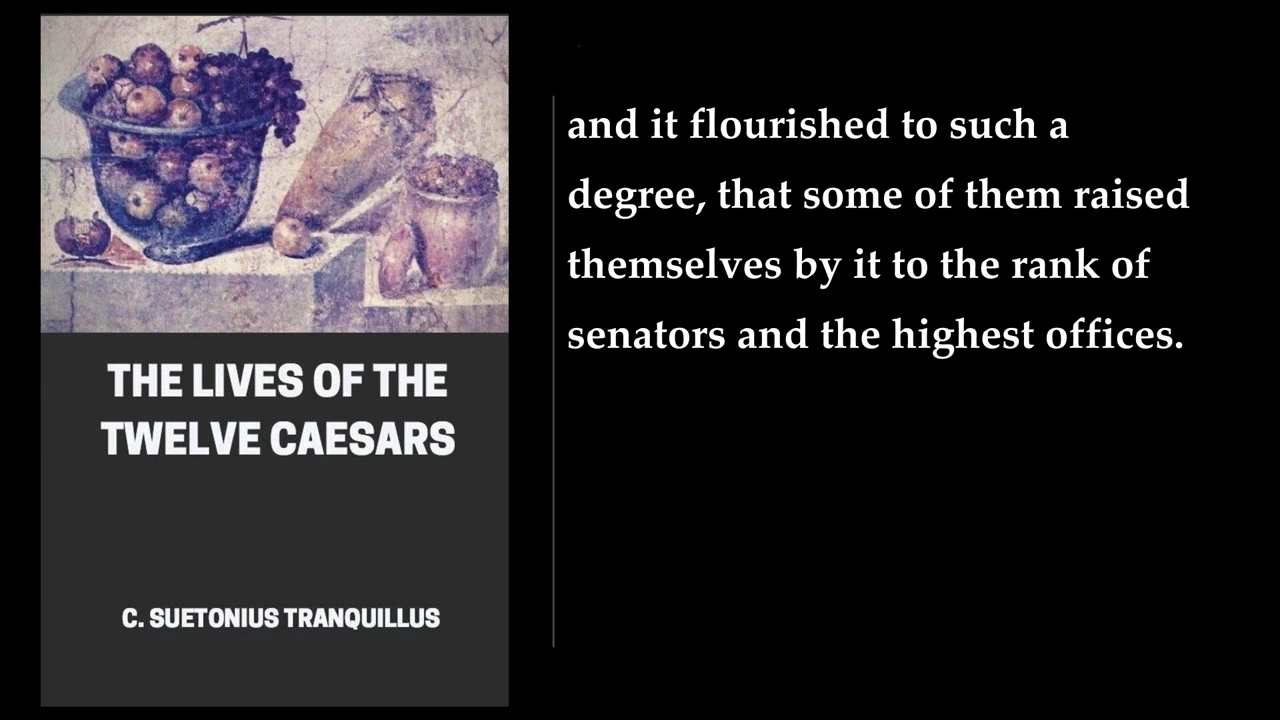 THE LIVES OF THE
TWELVE CAESARS
C. SUETONIUS TRANQUILLUS
and it flourished to such a
degree, that some of them raised
themselves by it to the rank of
senators and the highest offices.